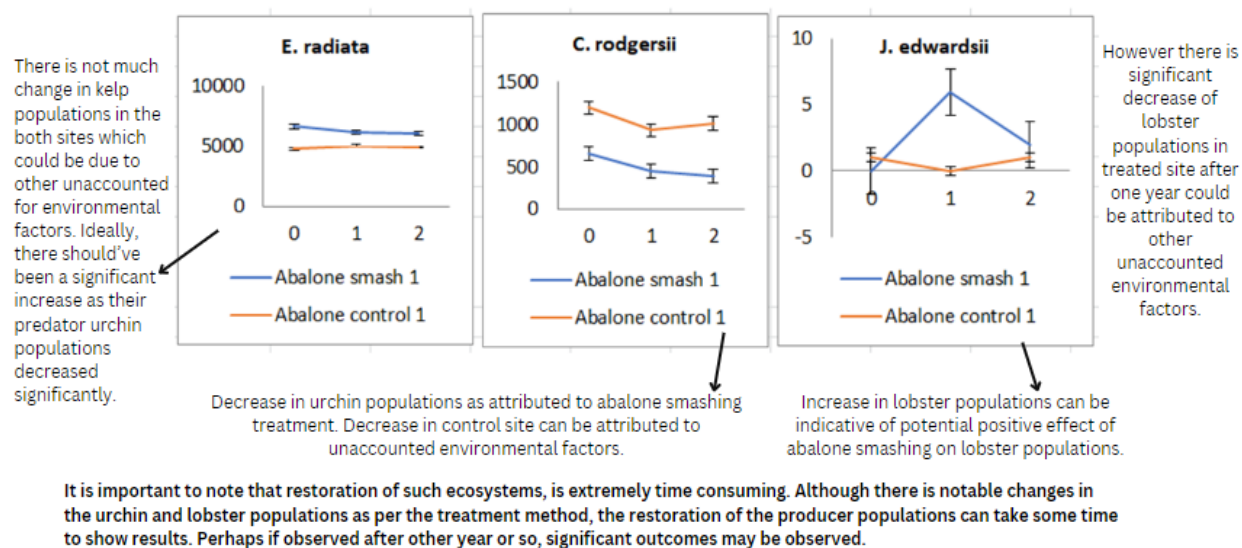 There is not much
change in kelp
populations in the
both sites which
could be due to
other unaccounted
for environmental
factors. Ideally,
there should've
been a significant
increase as their
predator urchin
populations
decreased
significantly.
E. radiata
10000
5000
0
0 1 2
Abalone smash 1
Abalone control 1
C. rodgersii
1500
1000
500
0
0 1 2
Abalone smash 1
Abalone control 1
J. edwardsii
10
5
0
-5
0 1 2
Abalone smash 1
Abalone control 1
However there is
significant
decrease of
lobster
populations in
treated site after
one year could
be attributed to
other
unaccounted
environmental
factors.
Decrease in urchin populations as attributed to abalone smashing
treatment. Decrease in control site can be attributed to
unaccounted environmental factors.
Increase in lobster populations can be
indicative of potential positive effect of
abalone smashing on lobster populations.
It is important to note that restoration of such ecosystems, is extremely time consuming. Although there is notable changes in
the urchin and lobster populations as per the treatment method, the restoration of the producer populations can take some time
to show results. Perhaps if observed after other year or so, significant outcomes may be observed.